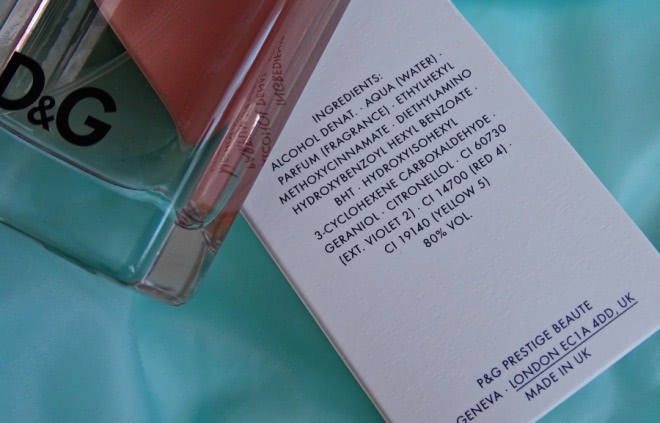 D&G
INGREDIENTS:
ALCOHOL DENAT. · AQUA (WATER) ·
PARFUM (FRAGRANCE) · ETHYLHEXYL
METHOXYCINNAMATE · DIETHYLAMINO
HYDROXYBENZOYL HEXYL BENZOATE ·
BHT · HYDROXYISOHEXYL
3-CYCLOHEXENE CARBOXALDEHYDE ·
GERANIOL · CITRONELLOL · CI 60730
(EXT. VIOLET 2) · CI 14700 (RED 4) ·
CI 19140 (YELLOW 5)
80% VOL.
P&G PRESTIGE BEAUTE
GENEVA · LONDON EC1A 4DD, UK
MADE IN UK